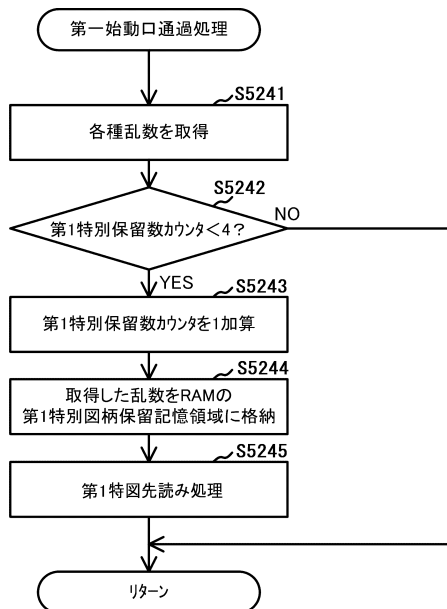 第一始動口通過処理
S5241
各種乱数を取得
S5242
第1特別保留数カウンタ<4?
NO
YES
S5243
第1特別保留数カウンタを1加算
S5244
取得した乱数をRAMの
第1特別図柄保留記憶領域に格納
S5245
第1特図先読み処理
リターン